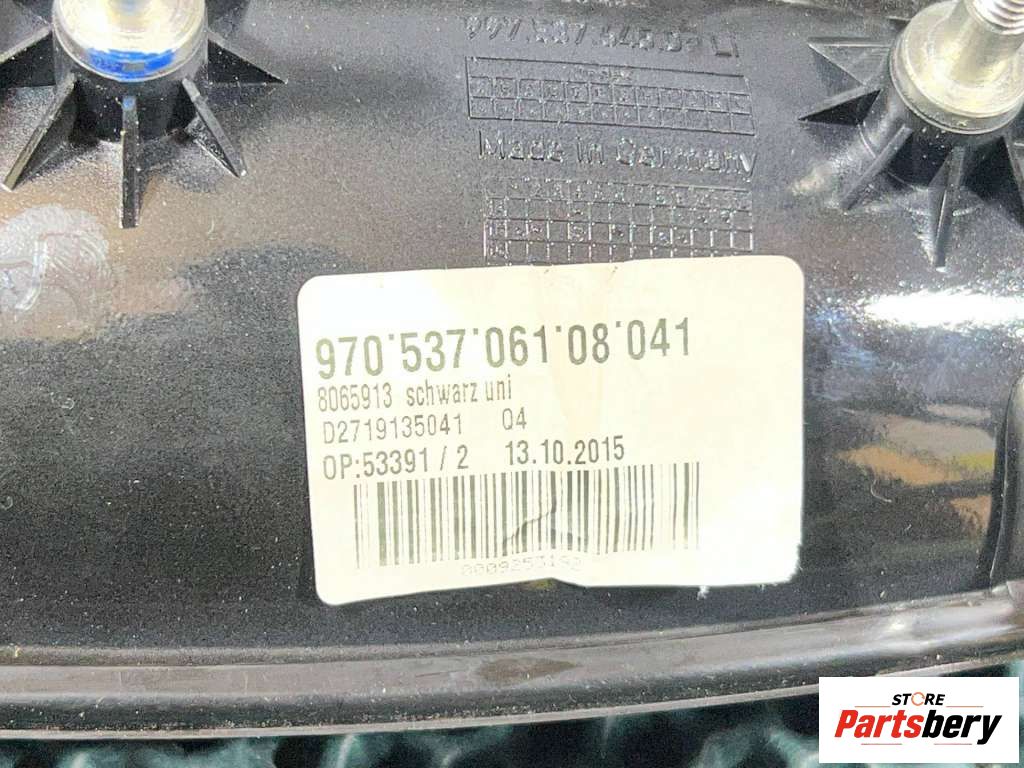 Made in Germany
970.537.061.08.041
8065913 schwarz uni
D2719135041 04
OP:53391 / 2 13.10.2015
STORE
Partsbery